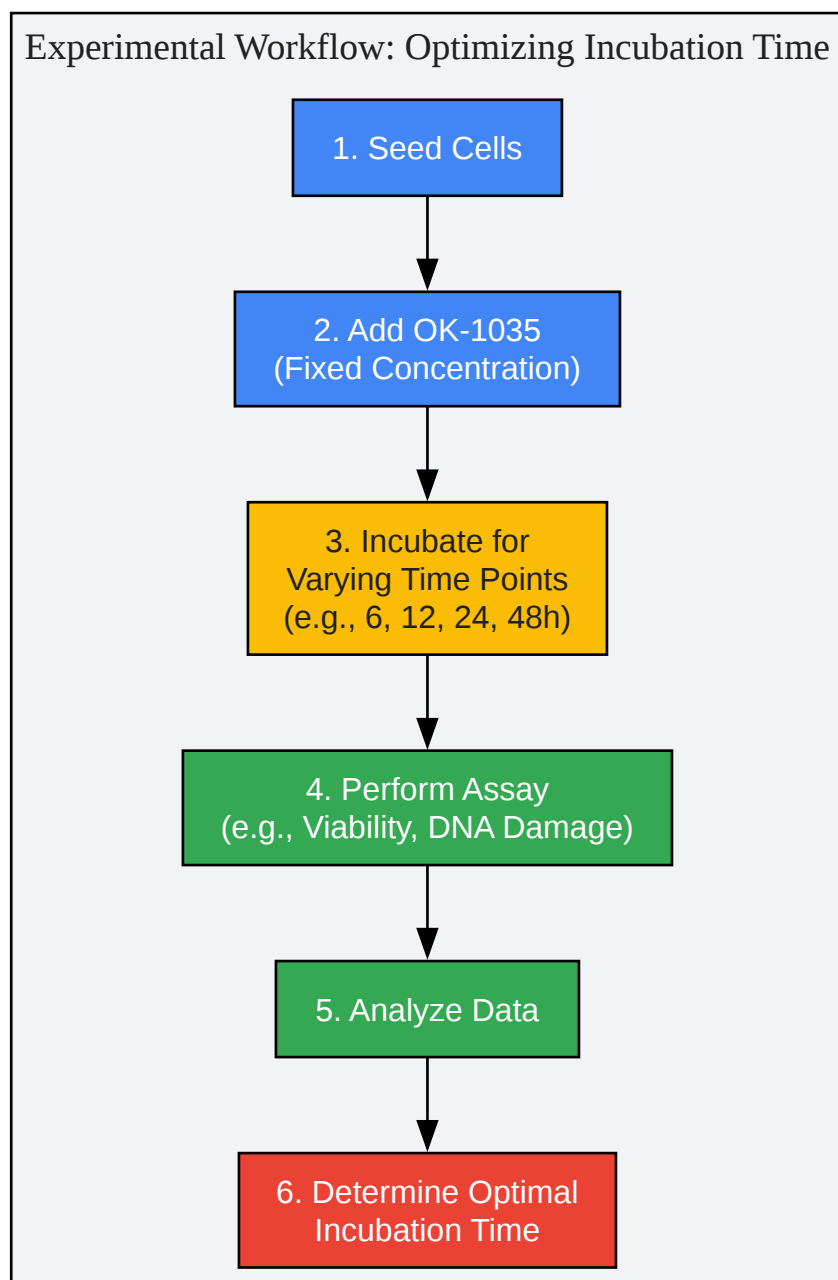 Experimental Workflow: Optimizing Incubation Time
1. Seed Cells
2. Add OK-1035
(Fixed Concentration)
3. Incubate for
Varying Time Points
(e.g., 6, 12, 24, 48h)
4. Perform Assay
(e.g., Viability, DNA Damage)
5. Analyze Data
6. Determine Optimal
Incubation Time